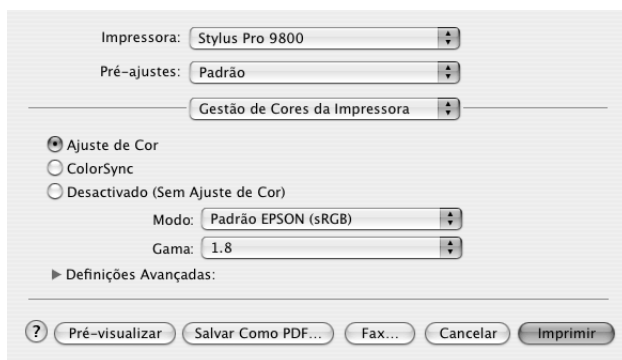 Impressora: Stylus Pro 9800
Pré-ajustes: Padrão
Gestão de Cores da Impressora
Ajuste de Cor
ColorSync
Desactivado (Sem Ajuste de Cor)
Modo: Padrão EPSON (sRGB)
Gama: 1.8
Definições Avançadas:
? Pré-visualizar Salvar Como PDF... Fax... Cancelar Imprimir